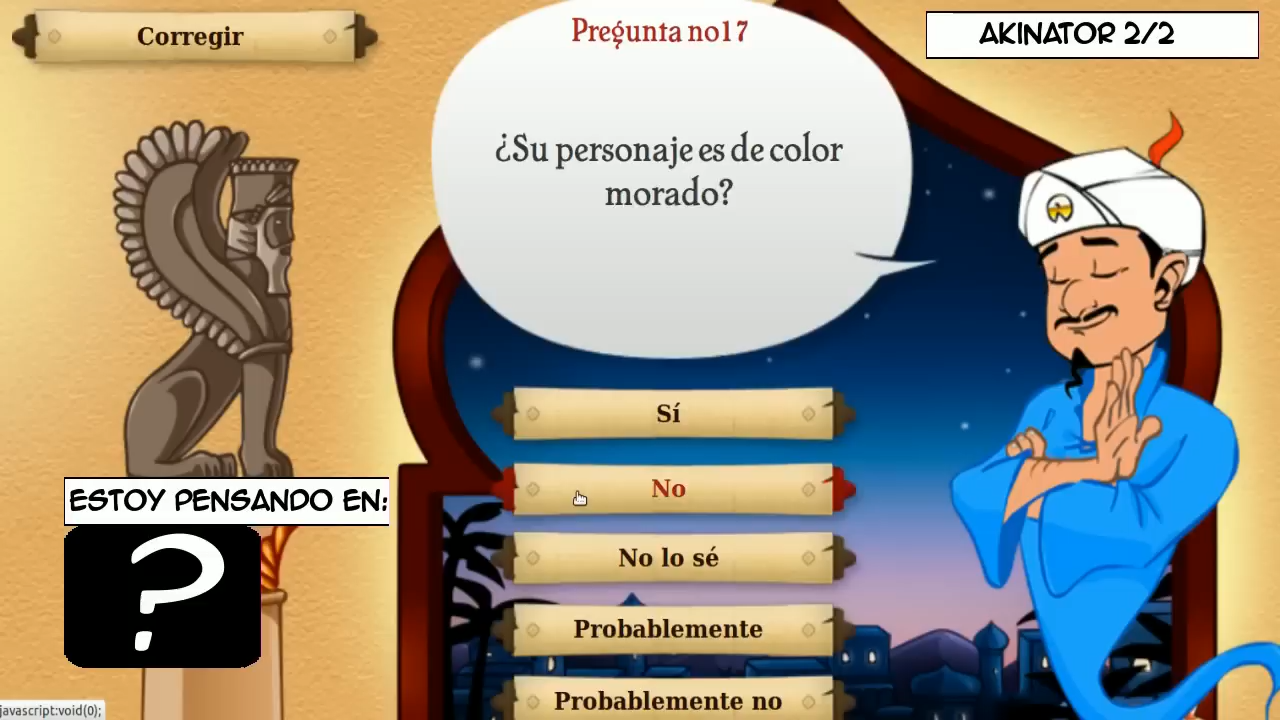 Corregir
Pregunta no17
AKINATOR 2/2
¿Su personaje es de color
morado?
Sí
No
ESTOY PENSANDO EN:
?
No lo sé
Probablemente
Probablemente no
javascript:void(0);